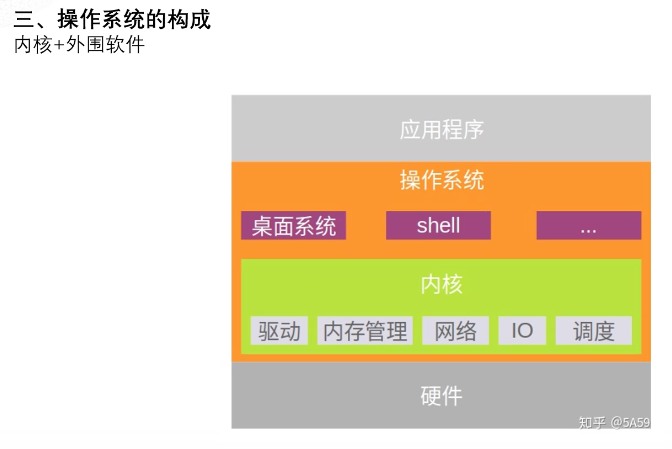 三、操作系统的构成
内核+外围软件
应用程序
操作系统
桌面系统 shell ...
内核
驱动 内存管理 网络 IO 调度
硬件
知乎 @5A59